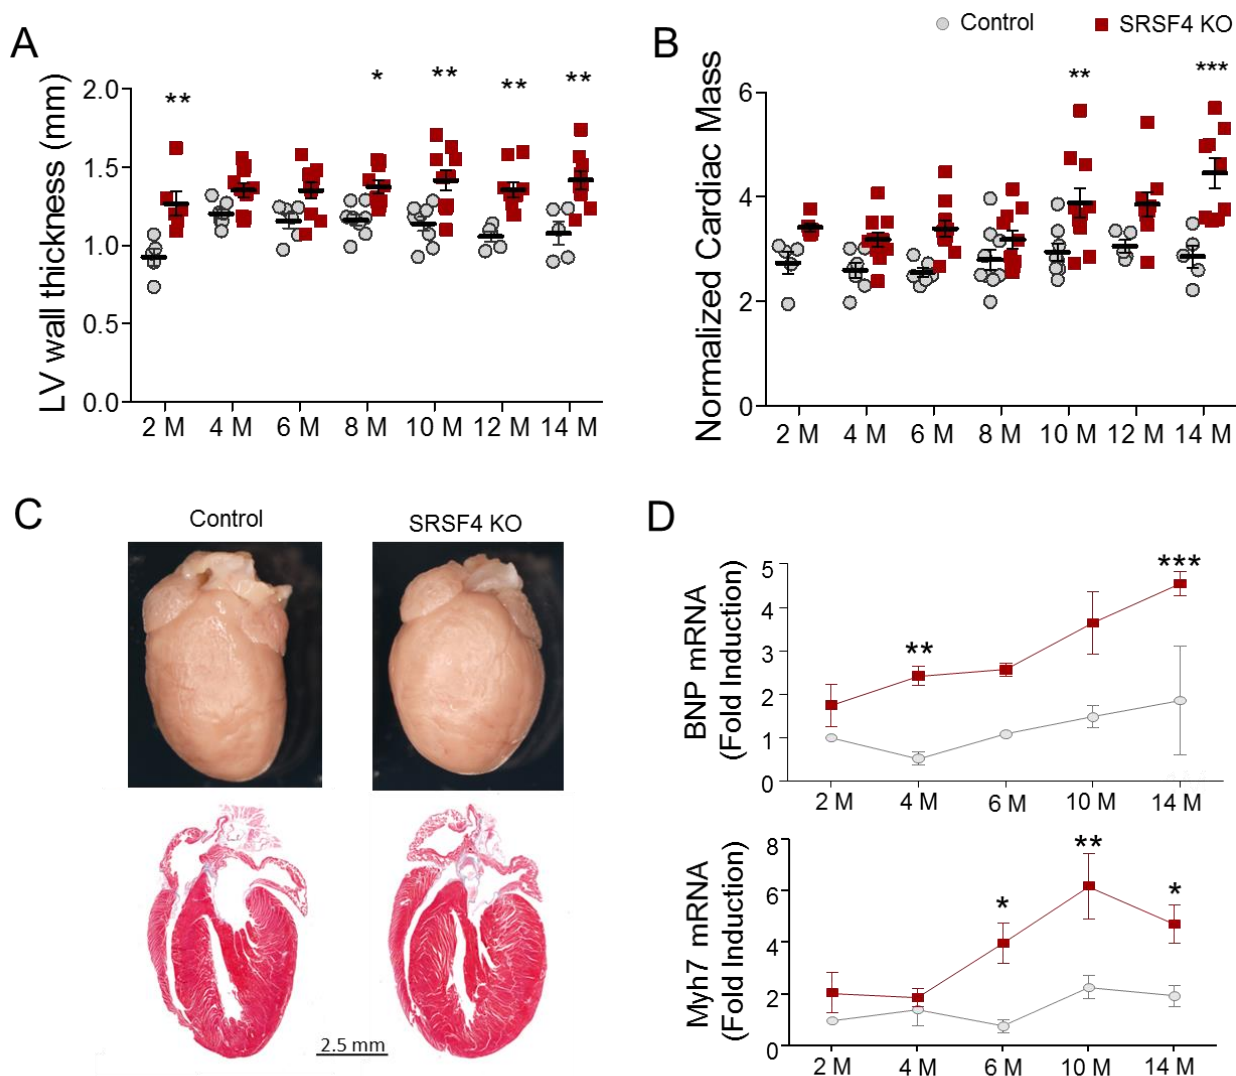 Control SRSF4 KO
A
LV wall thickness (mm)
2.0
1.5
1.0
0.5
0.0
** * ** ** **
2 M 4 M 6 M 8 M 10 M 12 M 14 M
B
Normalized Cardiac Mass
6
4
2
0
** ***
2 M 4 M 6 M 8 M 10 M 12 M 14 M
C
Control SRSF4 KO
2.5 mm
D
BNP mRNA
(Fold Induction)
5
4
3
2
1
0
** ***
2 M 4 M 6 M 10 M 14 M
Myh7 mRNA
(Fold Induction)
8
6
4
2
0
* ** *
2 M 4 M 6 M 10 M 14 M